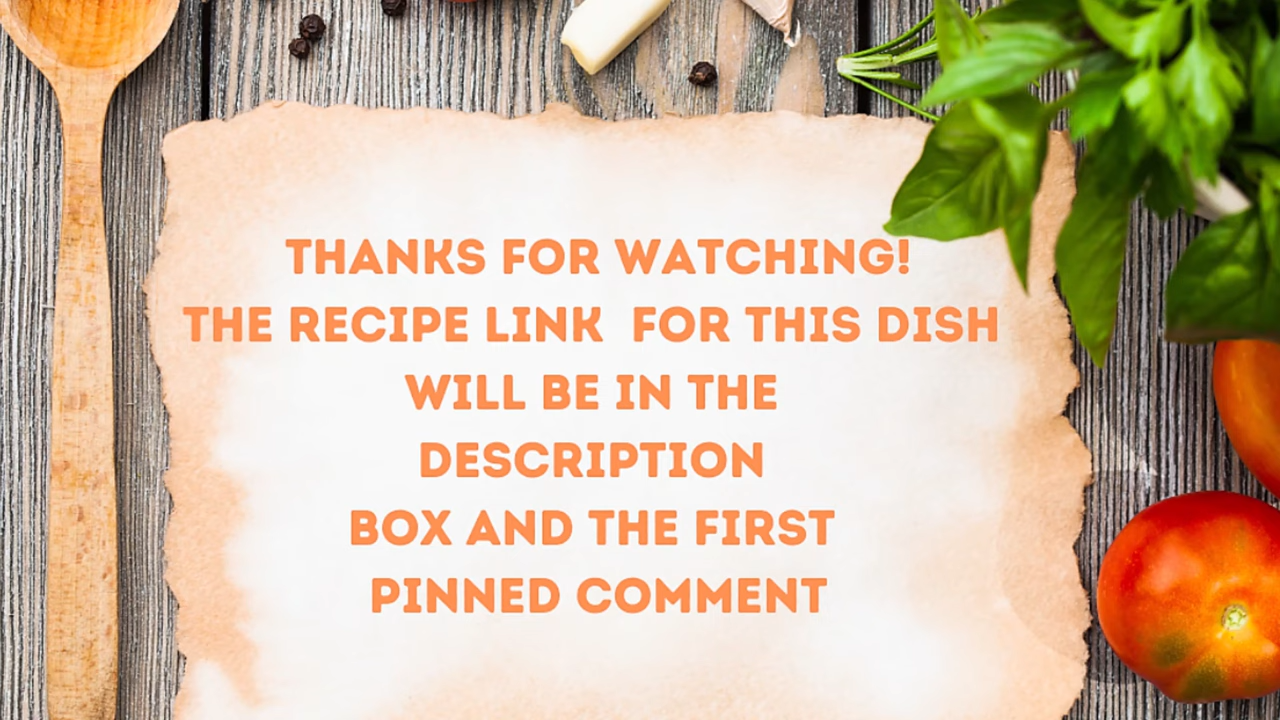 THANKS FOR WATCHING!
THE RECIPE LINK FOR THIS DISH
WILL BE IN THE
DESCRIPTION
BOX AND THE FIRST
PINNED COMMENT